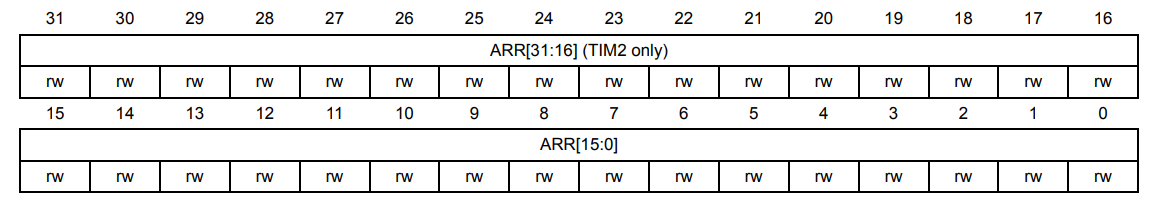 31 30 29 28 27 26 25 24 23 22 21 20 19 18 17 16
ARR[31:16] (TIM2 only)
rw rw rw rw rw rw rw rw rw rw rw rw rw rw rw rw
15 14 13 12 11 10 9 8 7 6 5 4 3 2 1 0
ARR[15:0]
rw rw rw rw rw rw rw rw rw rw rw rw rw rw rw rw